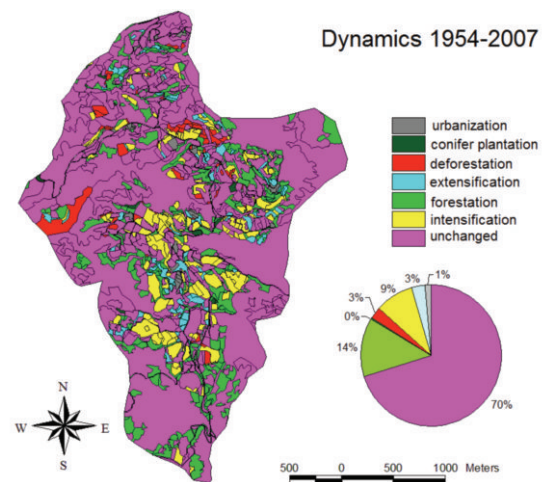 Dynamics 1954-2007
urbanization
conifer plantation
deforestation
extensification
forestation
intensification
unchanged
3%
1%
9%
3%
0%
14%
70%
N
W
E
S
500 0 500 1000 Meters